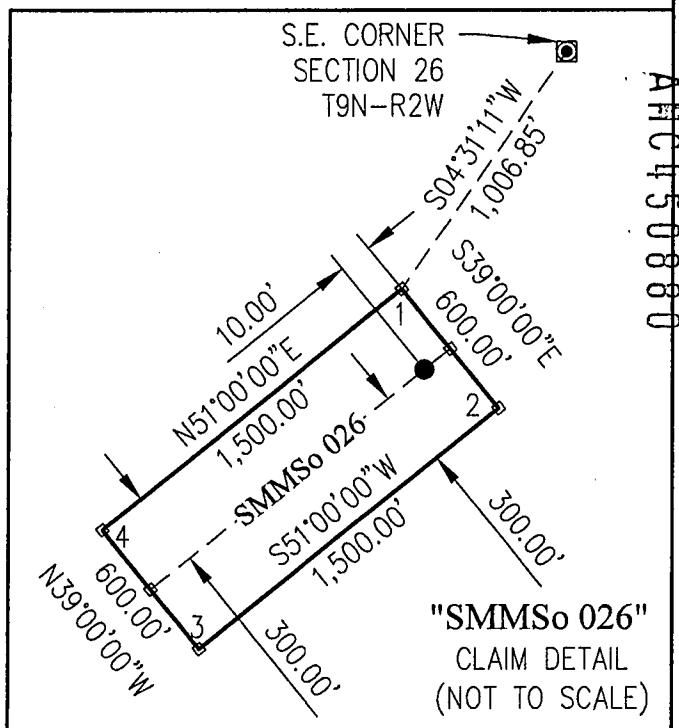 S.E. CORNER
SECTION 26
T9N-R2W
S04°31'11"W
1,006.85'
10.00'
1
S39°00'00"E
600.00'
N51°00'00"E
1,500.00'
2
SMMSo 026
S51°00'00"W
1,500.00'
4
600.00'
N39°00'00"W
3
300.00'
300.00'
"SMMSo 026"
CLAIM DETAIL
(NOT TO SCALE)